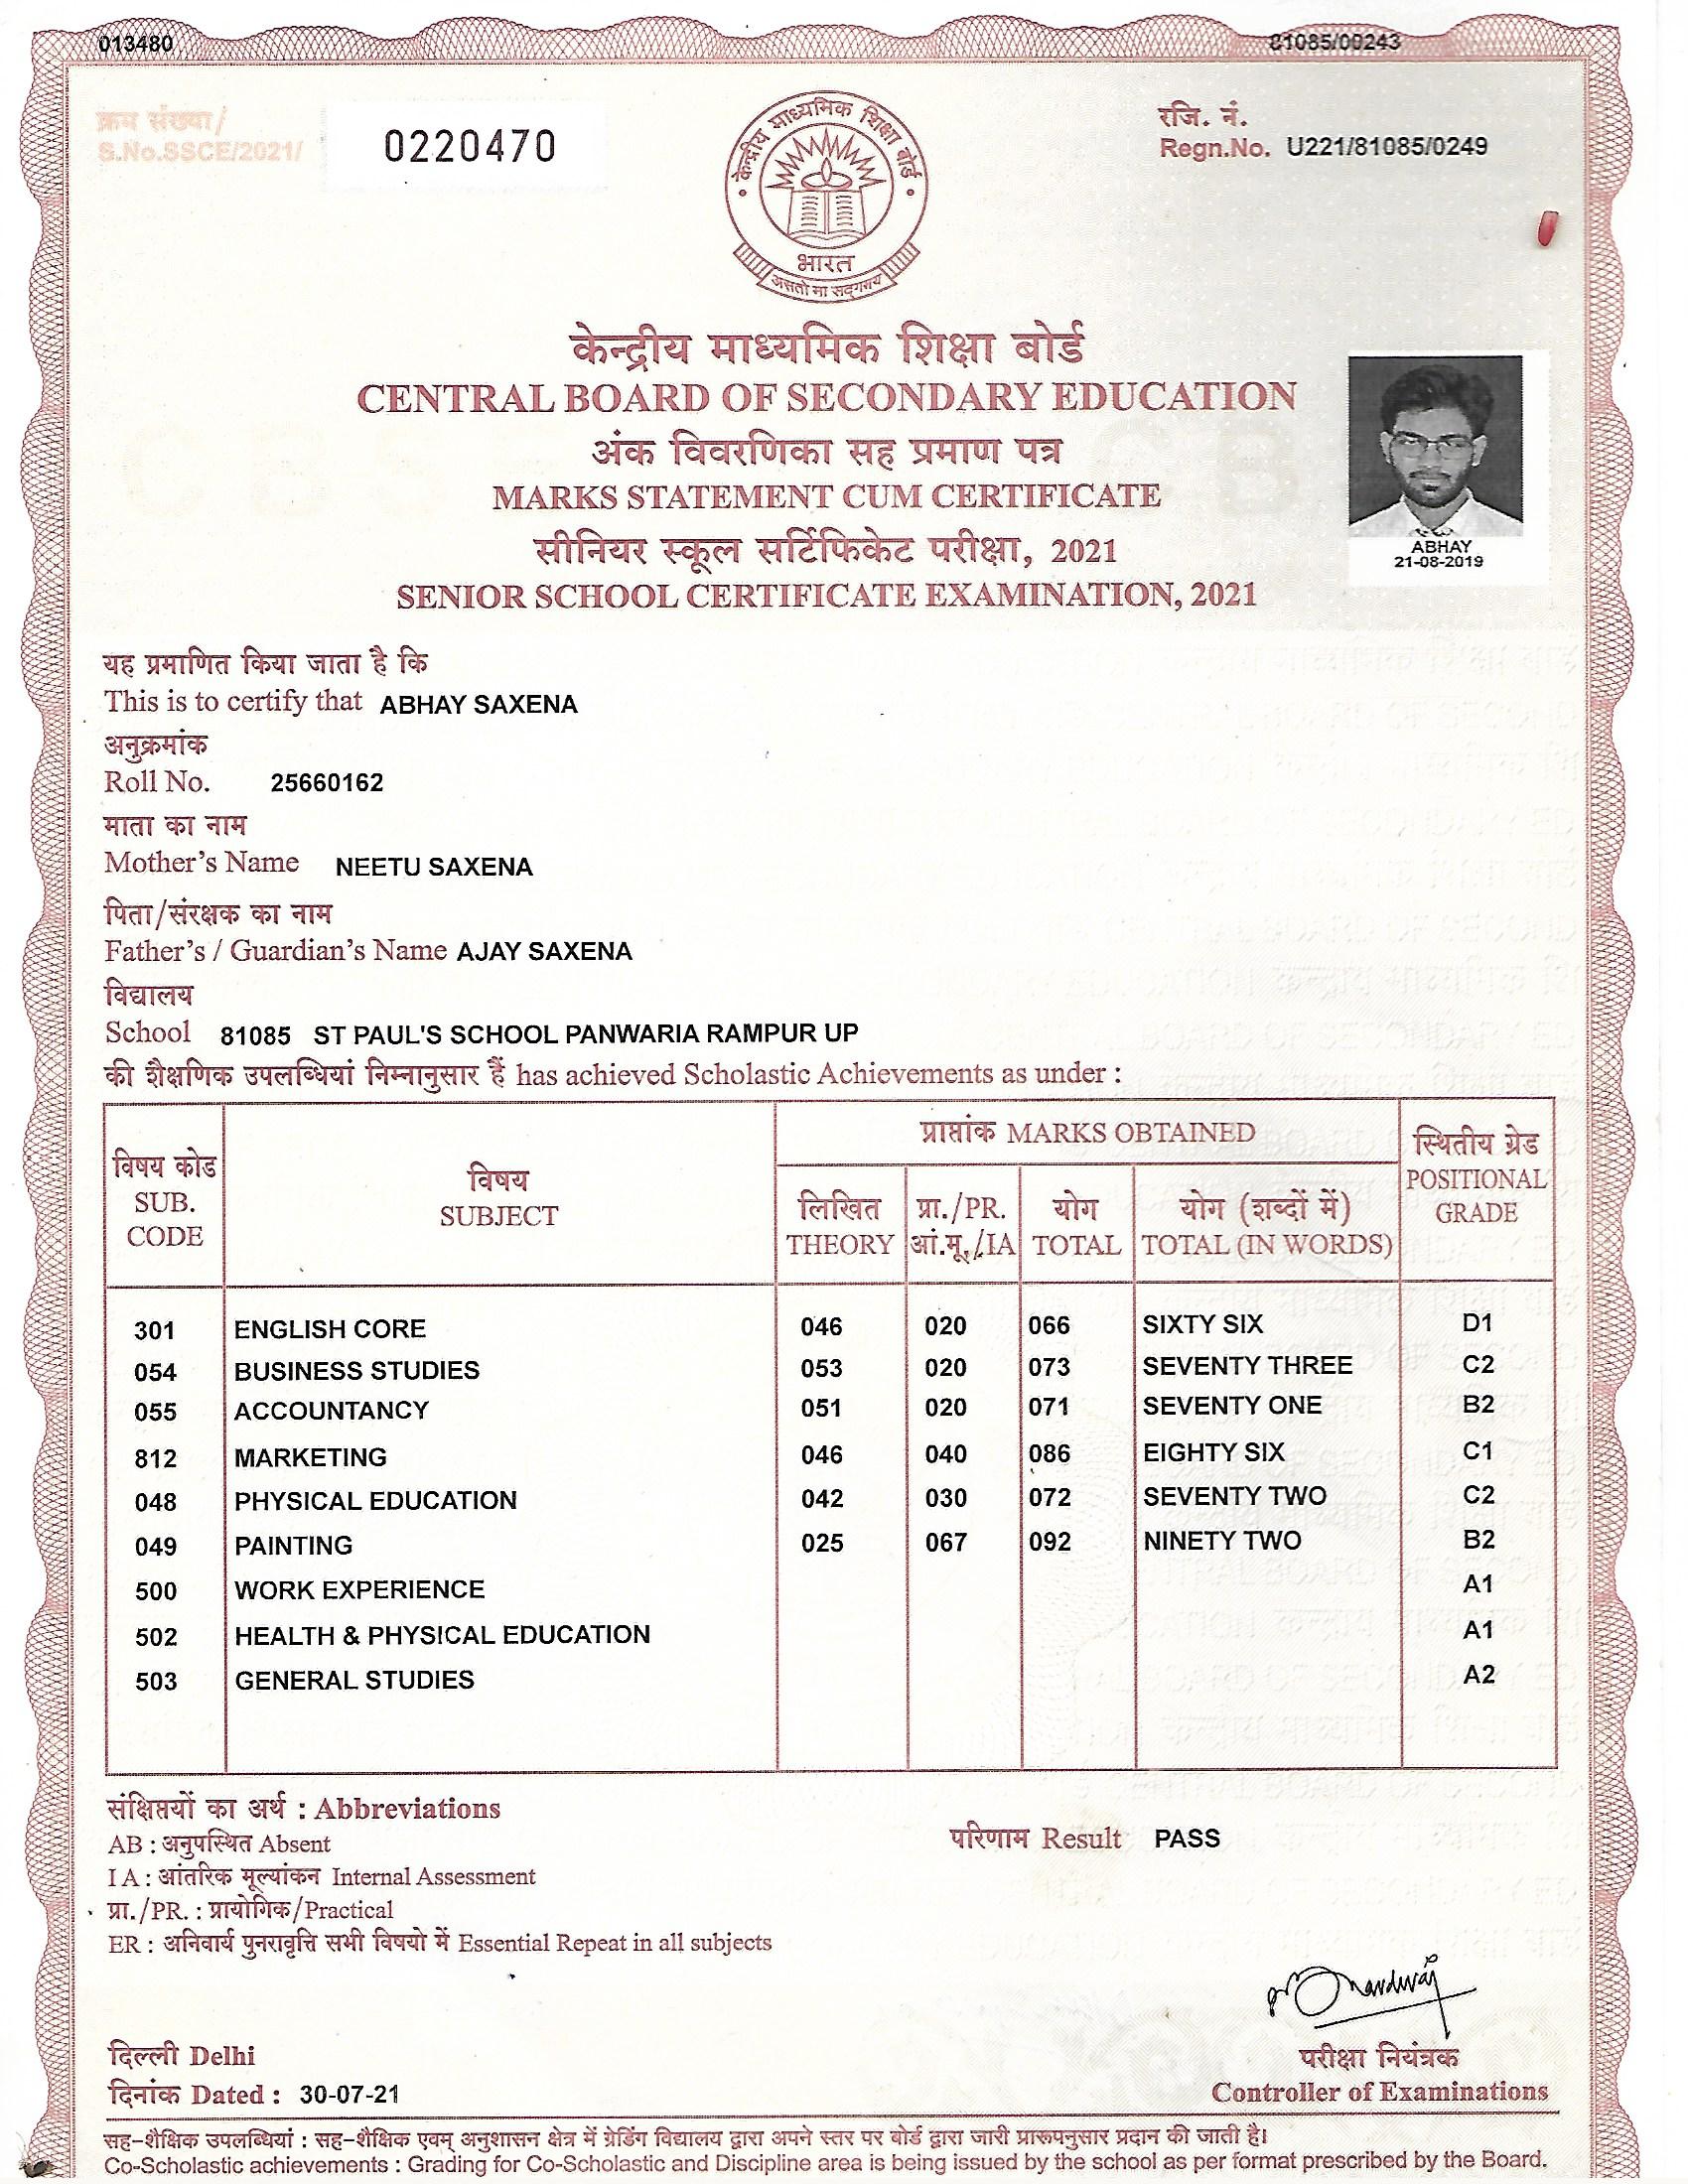 013480
81085/00243
क्रम संख्या/
S.No.SSCE/2021/
0220470
रजि. नं.
Regn.No. U221/81085/0249
केन्द्रीय माध्यमिक शिक्षा बोर्ड
भारत
असतो मा सद्गमय
केन्द्रीय माध्यमिक शिक्षा बोर्ड
CENTRAL BOARD OF SECONDARY EDUCATION
अंक विवरणिका सह प्रमाण पत्र
MARKS STATEMENT CUM CERTIFICATE
सीनियर स्कूल सर्टिफिकेट परीक्षा, 2021
SENIOR SCHOOL CERTIFICATE EXAMINATION, 2021
ABHAY
21-08-2019
यह प्रमाणित किया जाता है कि
This is to certify that ABHAY SAXENA
अनुक्रमांक
Roll No. 25660162
माता का नाम
Mother's Name NEETU SAXENA
पिता/संरक्षक का नाम
Father's / Guardian's Name AJAY SAXENA
विद्यालय
School 81085 ST PAUL'S SCHOOL PANWARIA RAMPUR UP
की शैक्षणिक उपलब्धियां निम्नानुसार हैं has achieved Scholastic Achievements as under :
विषय कोड
SUB.
CODE
विषय
SUBJECT
प्राप्तांक MARKS OBTAINED
लिखित
THEORY
प्रा./PR.
आं.मू./IA
योग
TOTAL
योग (शब्दों में)
TOTAL (IN WORDS)
स्थितीय ग्रेड
POSITIONAL
GRADE
301 ENGLISH CORE 046 020 066 SIXTY SIX D1
054 BUSINESS STUDIES 053 020 073 SEVENTY THREE C2
055 ACCOUNTANCY 051 020 071 SEVENTY ONE B2
812 MARKETING 046 040 086 EIGHTY SIX C1
048 PHYSICAL EDUCATION 042 030 072 SEVENTY TWO C2
049 PAINTING 025 067 092 NINETY TWO B2
500 WORK EXPERIENCE A1
502 HEALTH & PHYSICAL EDUCATION A1
503 GENERAL STUDIES A2
संक्षिप्तयों का अर्थ : Abbreviations
AB : अनुपस्थित Absent
I A : आंतरिक मूल्यांकन Internal Assessment
प्रा./PR. : प्रायोगिक/Practical
ER : अनिवार्य पुनरावृत्ति सभी विषयो में Essential Repeat in all subjects
परिणाम Result PASS
दिल्ली Delhi
दिनांक Dated : 30-07-21
परीक्षा नियंत्रक
Controller of Examinations
सह-शैक्षिक उपलब्धियां : सह-शैक्षिक एवम् अनुशासन क्षेत्र में ग्रेडिंग विद्यालय द्वारा अपने स्तर पर बोर्ड द्वारा जारी प्रारूपनुसार प्रदान की जाती है।
Co-Scholastic achievements : Grading for Co-Scholastic and Discipline area is being issued by the school as per format prescribed by the Board.